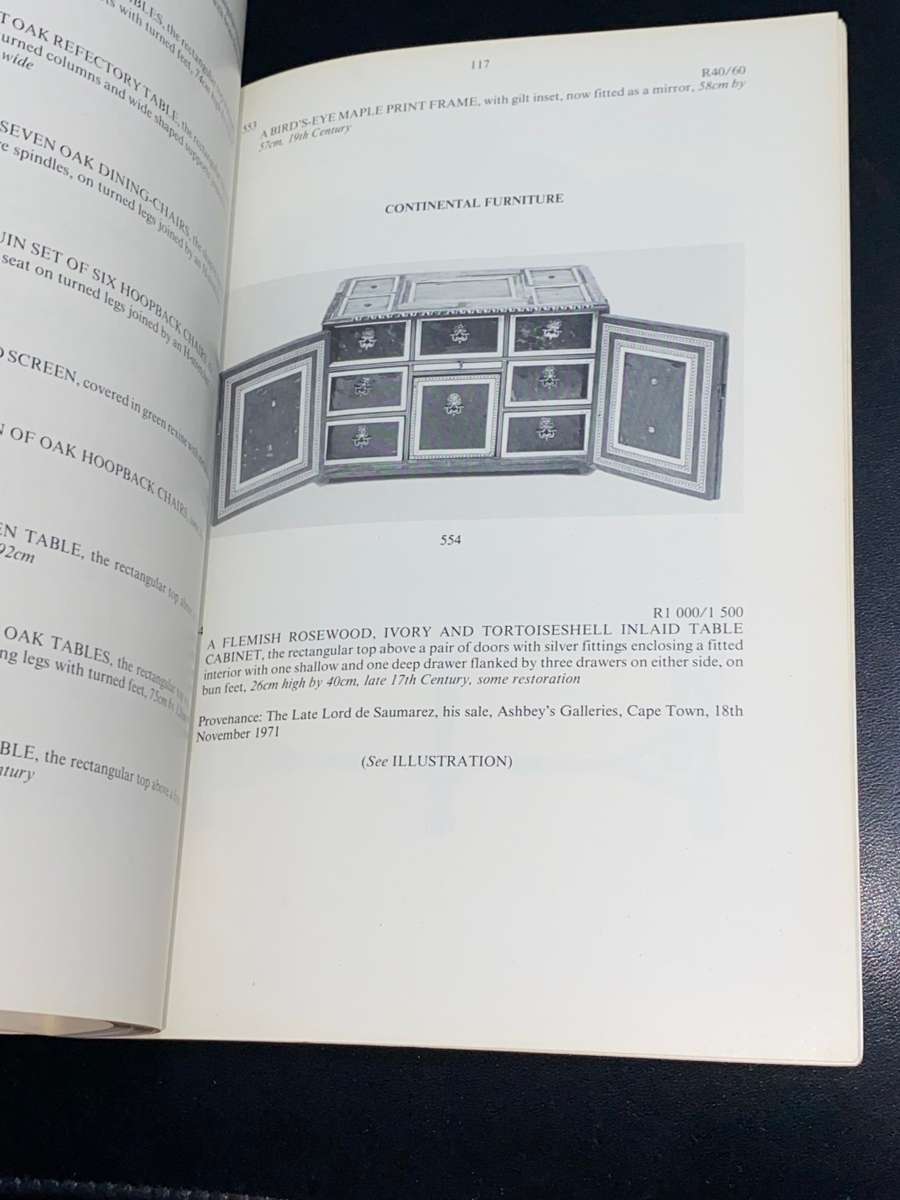 BLES, the rectangular
with turned feet,
T OAK REFECTORY TABLE, the
turned columns and wide shaped supports
wide
SEVEN OAK DINING-CHAIRS, the
re spindles, on turned legs joined by an
UIN SET OF SIX HOOPBACK CHAIRS
seat on turned legs joined by an
SCREEN, covered in green
N OF OAK HOOPBACK CHAIRS
EN TABLE, the rectangular top above
92cm
OAK TABLES, the rectangular
ng legs with turned feet, 75cm by
BLE, the rectangular top above a
ntury
117
R40/60
553 A BIRD'S-EYE MAPLE PRINT FRAME, with gilt inset, now fitted as a mirror, 58cm by
57cm, 19th Century
CONTINENTAL FURNITURE
554
R1 000/1 500
4 A FLEMISH ROSEWOOD, IVORY AND TORTOISESHELL INLAID TABLE
CABINET, the rectangular top above a pair of doors with silver fittings enclosing a fitted
interior with one shallow and one deep drawer flanked by three drawers on either side, on
bun feet, 26cm high by 40cm, late 17th Century, some restoration
Provenance: The Late Lord de Saumarez, his sale, Ashbey's Galleries, Cape Town, 18th
November 1971
(See ILLUSTRATION)